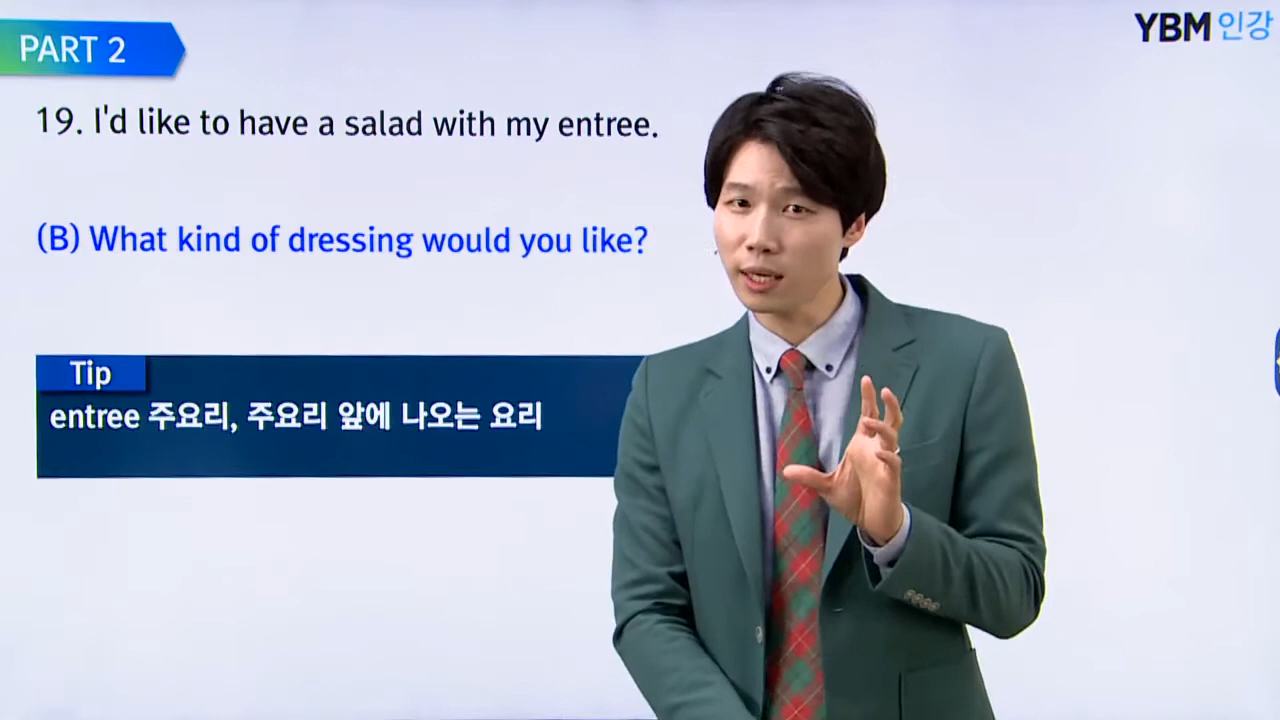 PART 2
YBM 인강
19. I'd like to have a salad with my entree.
(B) What kind of dressing would you like?
Tip
entree 주요리, 주요리 앞에 나오는 요리